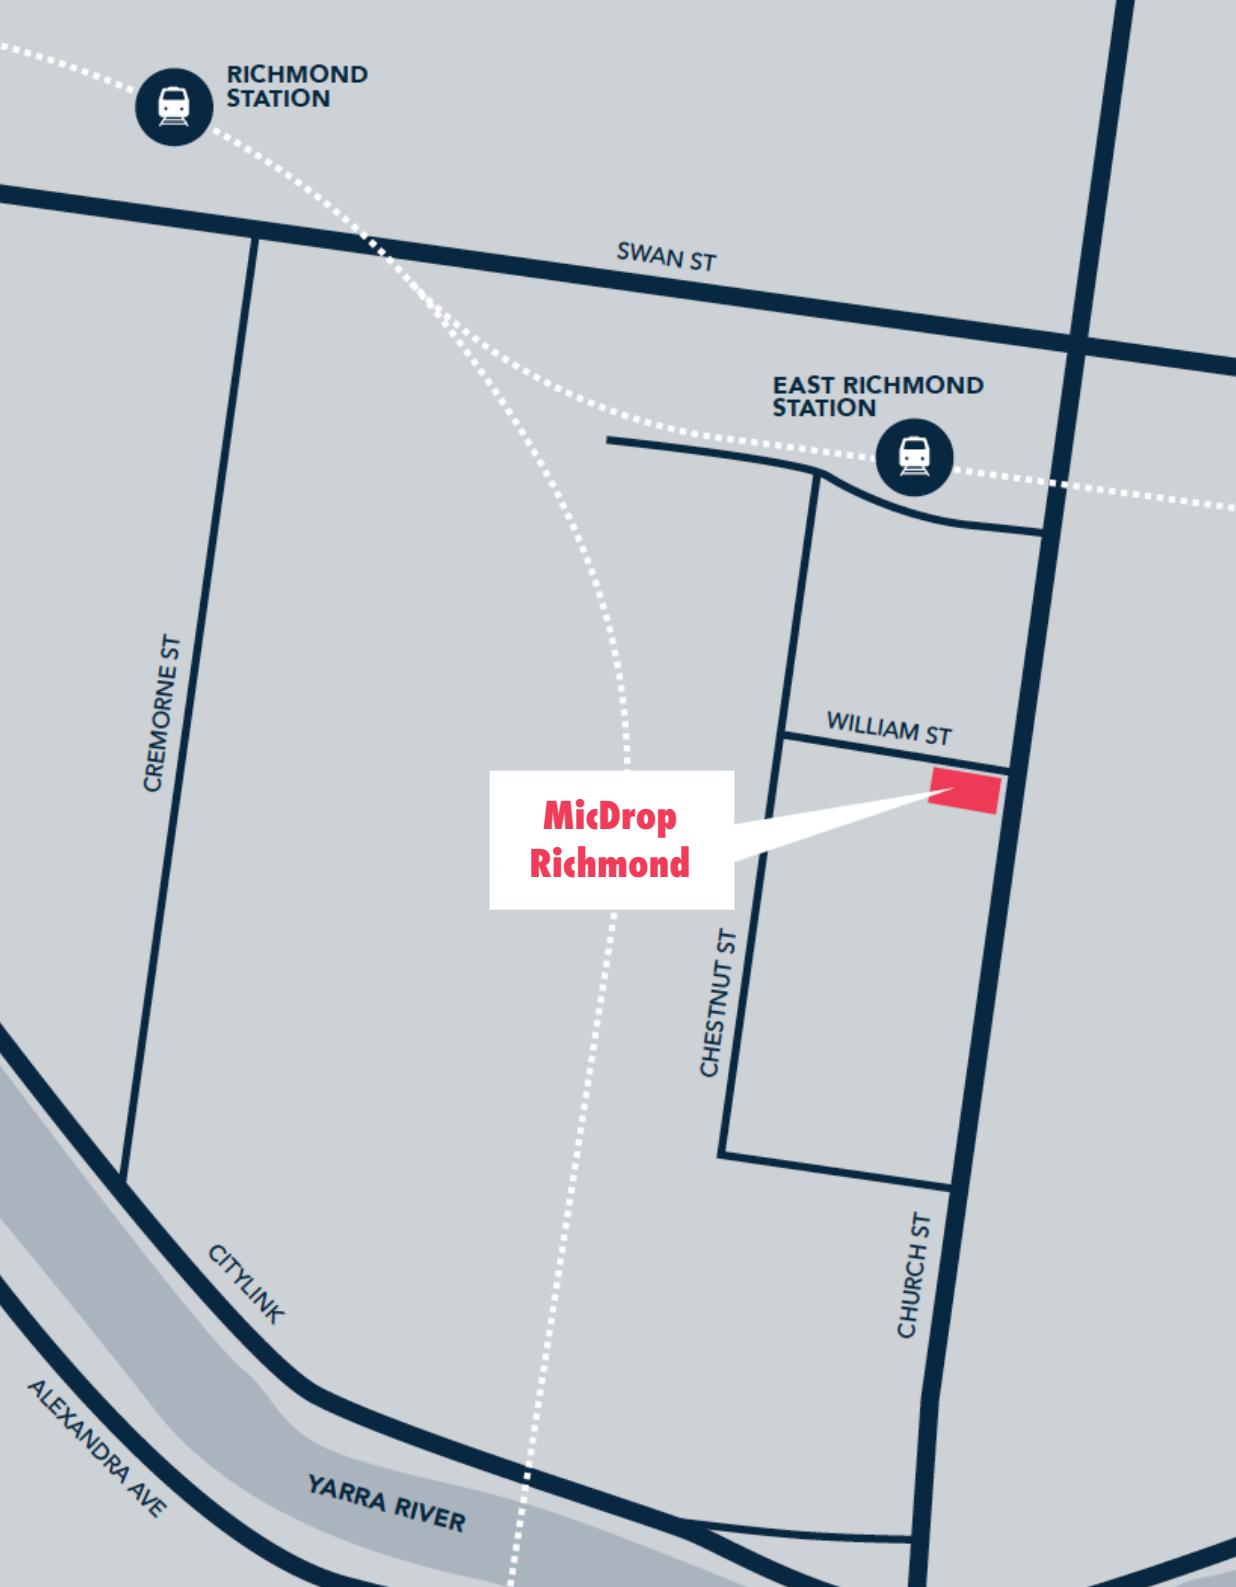 RICHMOND
STATION
SWAN ST
EAST RICHMOND
STATION
CREMORNE ST
WILLIAM ST
MicDrop
Richmond
CHESTNUT ST
CHURCH ST
CITYLINK
ALEXANDRA AVE
YARRA RIVER